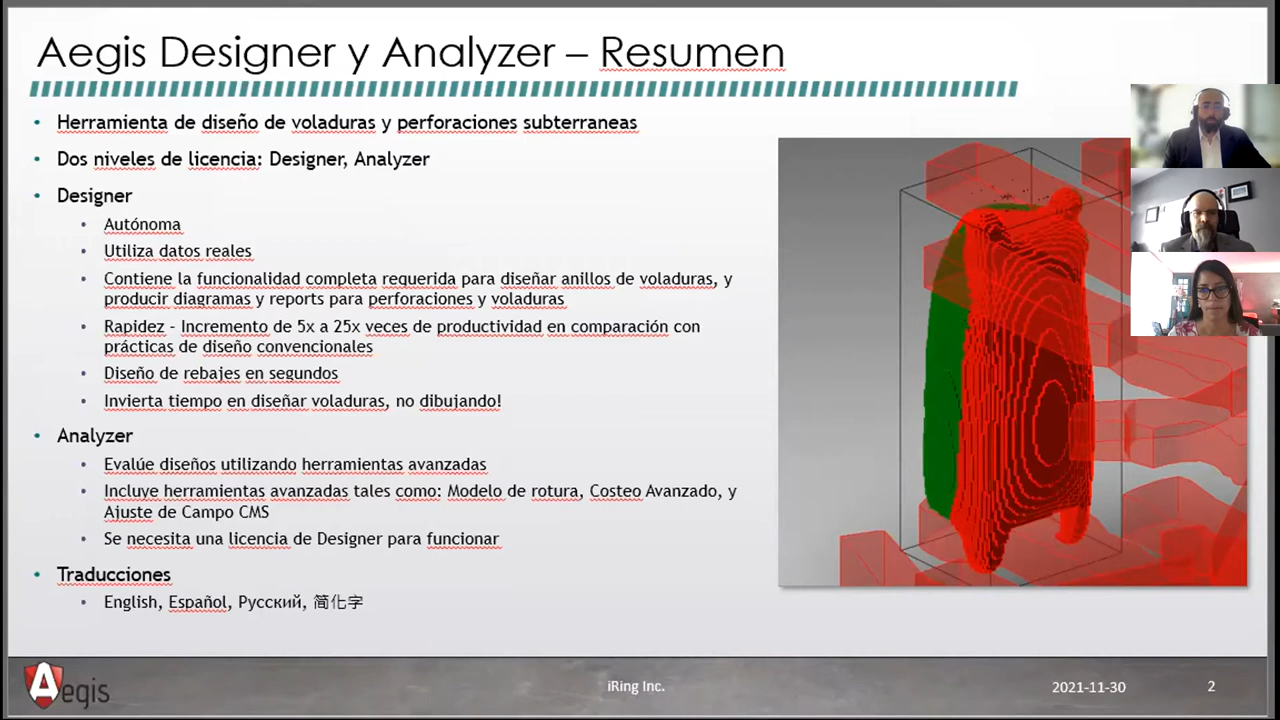 Aegis Designer y Analyzer – Resumen
• Herramienta de diseño de voladuras y perforaciones subterraneas
• Dos niveles de licencia: Designer, Analyzer
• Designer
• Autónoma
• Utiliza datos reales
• Contiene la funcionalidad completa requerida para diseñar anillos de voladuras, y
producir diagramas y reports para perforaciones y voladuras
• Rapidez - Incremento de 5x a 25x veces de productividad en comparación con
prácticas de diseño convencionales
• Diseño de rebajes en segundos
• Invierta tiempo en diseñar voladuras, no dibujando!
• Analyzer
• Evalúe diseños utilizando herramientas avanzadas
• Incluye herramientas avanzadas tales como: Modelo de rotura, Costeo Avanzado, y
Ajuste de Campo CMS
• Se necesita una licencia de Designer para funcionar
• Traducciones
• English, Español, Русский, 简化字
Aegis
iRing Inc.
2021-11-30
2